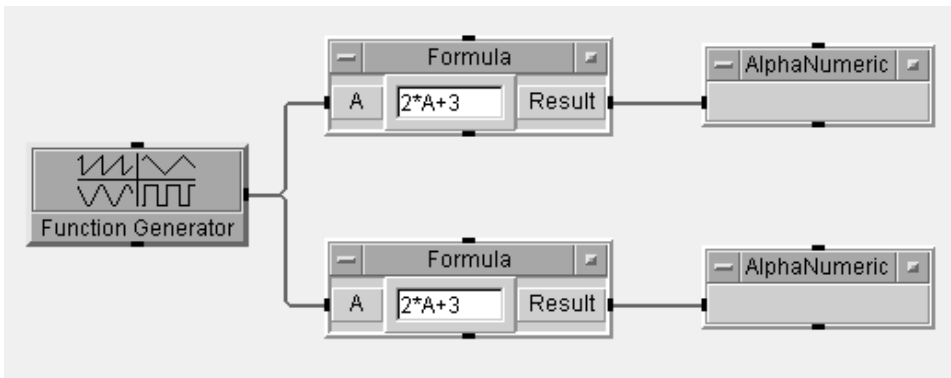 Formula
A
2*A+3
Result
AlphaNumeric
Function Generator
Formula
A
2*A+3
Result
AlphaNumeric